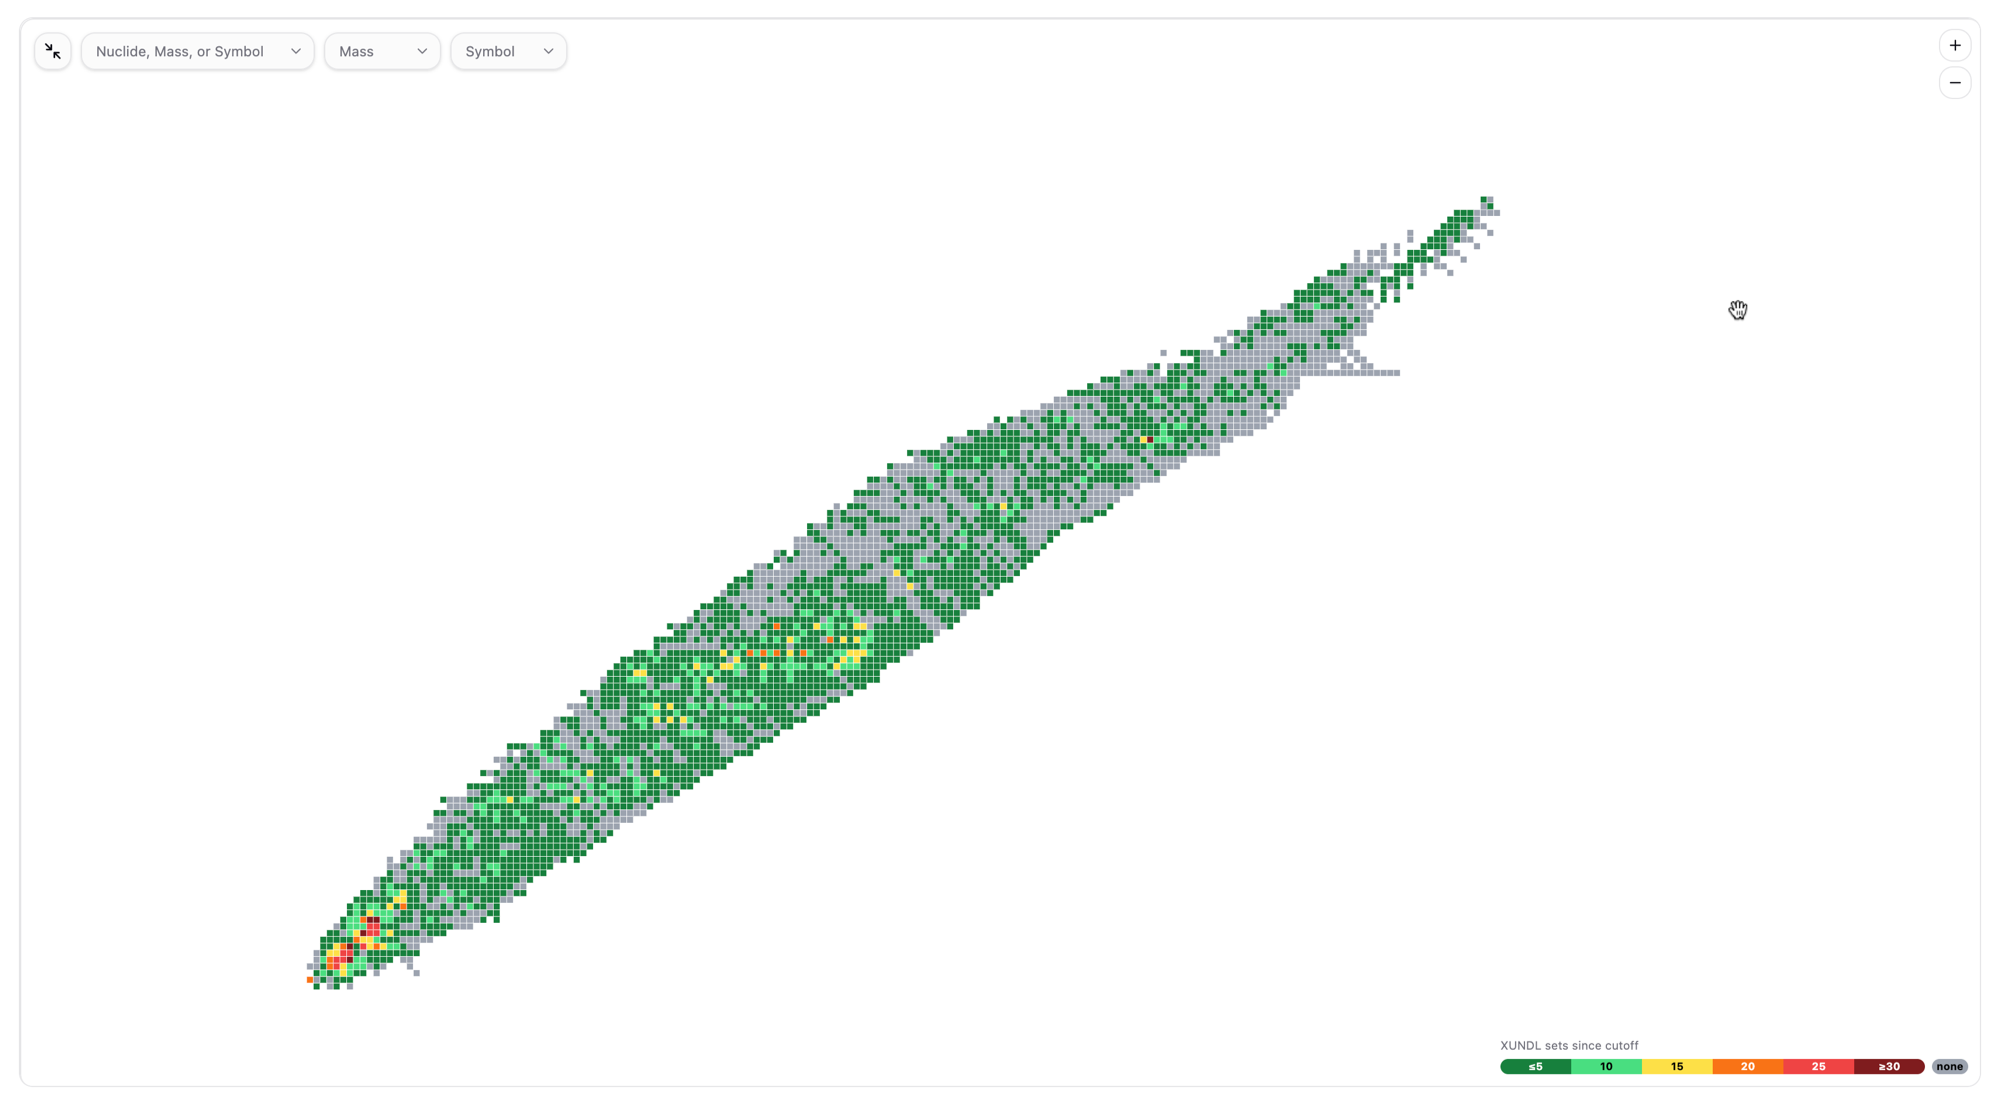 Nuclide, Mass, or Symbol
Mass
Symbol
+
−
XUNDL sets since cutoff
≤5 10 15 20 25 ≥30 none